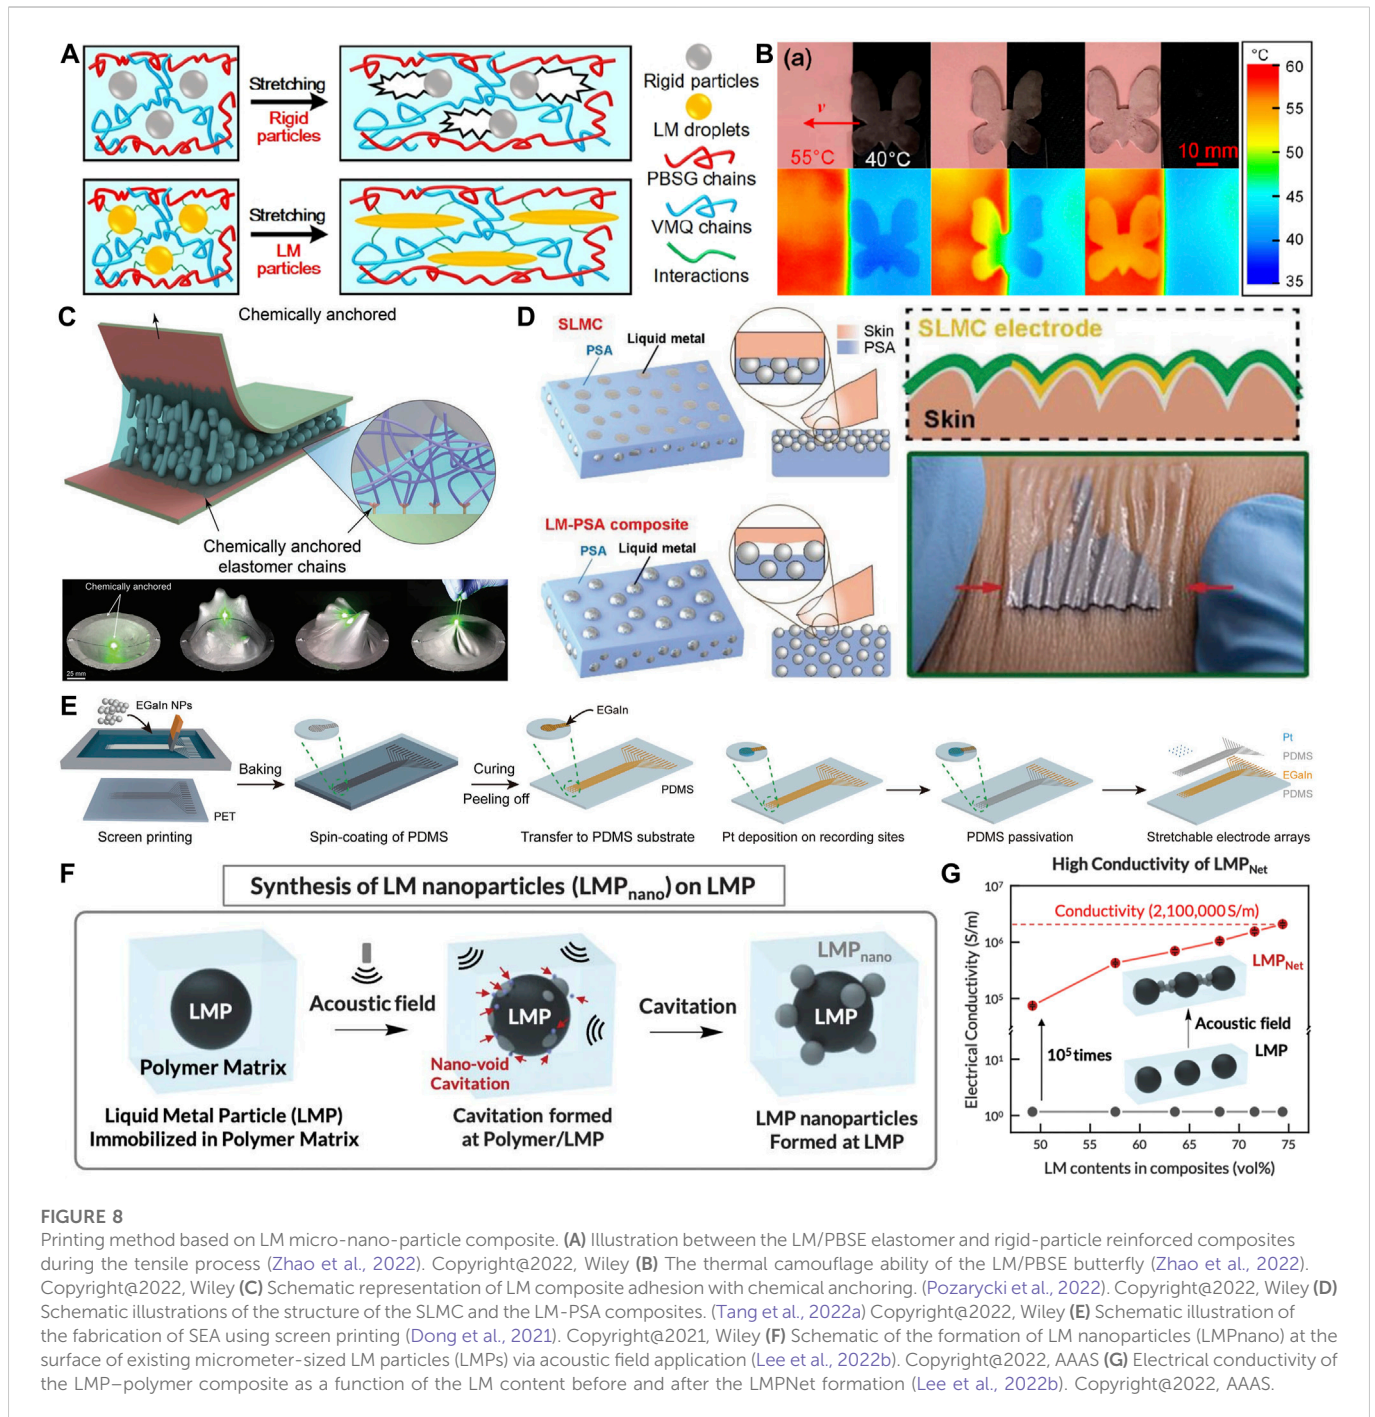 A
Stretching
Rigid
particles
Stretching
LM
particles
Rigid particles
LM droplets
PBSG chains
VMQ chains
Interactions
B
(a)
v
55°C
40°C
10 mm
°C
60
55
50
45
40
35
C
Chemically anchored
Chemically anchored
elastomer chains
Chemically anchored
25 mm
D
SLMC
PSA
Liquid metal
Skin
PSA
LM-PSA composite
PSA
Liquid metal
SLMC electrode
Skin
E
EGaIn NPs
PET
Screen printing
Baking
Spin-coating of PDMS
Curing
Peeling off
EGaIn
PDMS
Transfer to PDMS substrate
Pt deposition on recording sites
PDMS passivation
Pt
PDMS
EGaIn
PDMS
Stretchable electrode arrays
F
Synthesis of LM nanoparticles (LMPnano) on LMP
LMP
Polymer Matrix
Liquid Metal Particle (LMP)
Immobilized in Polymer Matrix
Acoustic field
LMP
Nano-void
Cavitation
Cavitation formed
at Polymer/LMP
Cavitation
LMPnano
LMP
LMP nanoparticles
Formed at LMP
G
High Conductivity of LMPNet
Electrical Conductivity (S/m)
10⁷
10⁶
10⁵
10¹
10⁰
Conductivity (2,100,000 S/m)
LMPNet
Acoustic field
LMP
10⁵ times
50
55
60
65
70
75
LM contents in composites (vol%)
FIGURE 8
Printing method based on LM micro-nano-particle composite. (A) Illustration between the LM/PBSE elastomer and rigid-particle reinforced composites
during the tensile process (Zhao et al., 2022). Copyright@2022, Wiley (B) The thermal camouflage ability of the LM/PBSE butterfly (Zhao et al., 2022).
Copyright@2022, Wiley (C) Schematic representation of LM composite adhesion with chemical anchoring. (Pozarycki et al., 2022). Copyright@2022, Wiley (D)
Schematic illustrations of the structure of the SLMC and the LM-PSA composites. (Tang et al., 2022a) Copyright@2022, Wiley (E) Schematic illustration of
the fabrication of SEA using screen printing (Dong et al., 2021). Copyright@2021, Wiley (F) Schematic of the formation of LM nanoparticles (LMPnano) at the
surface of existing micrometer-sized LM particles (LMPs) via acoustic field application (Lee et al., 2022b). Copyright@2022, AAAS (G) Electrical conductivity of
the LMP–polymer composite as a function of the LM content before and after the LMPNet formation (Lee et al., 2022b). Copyright@2022, AAAS.